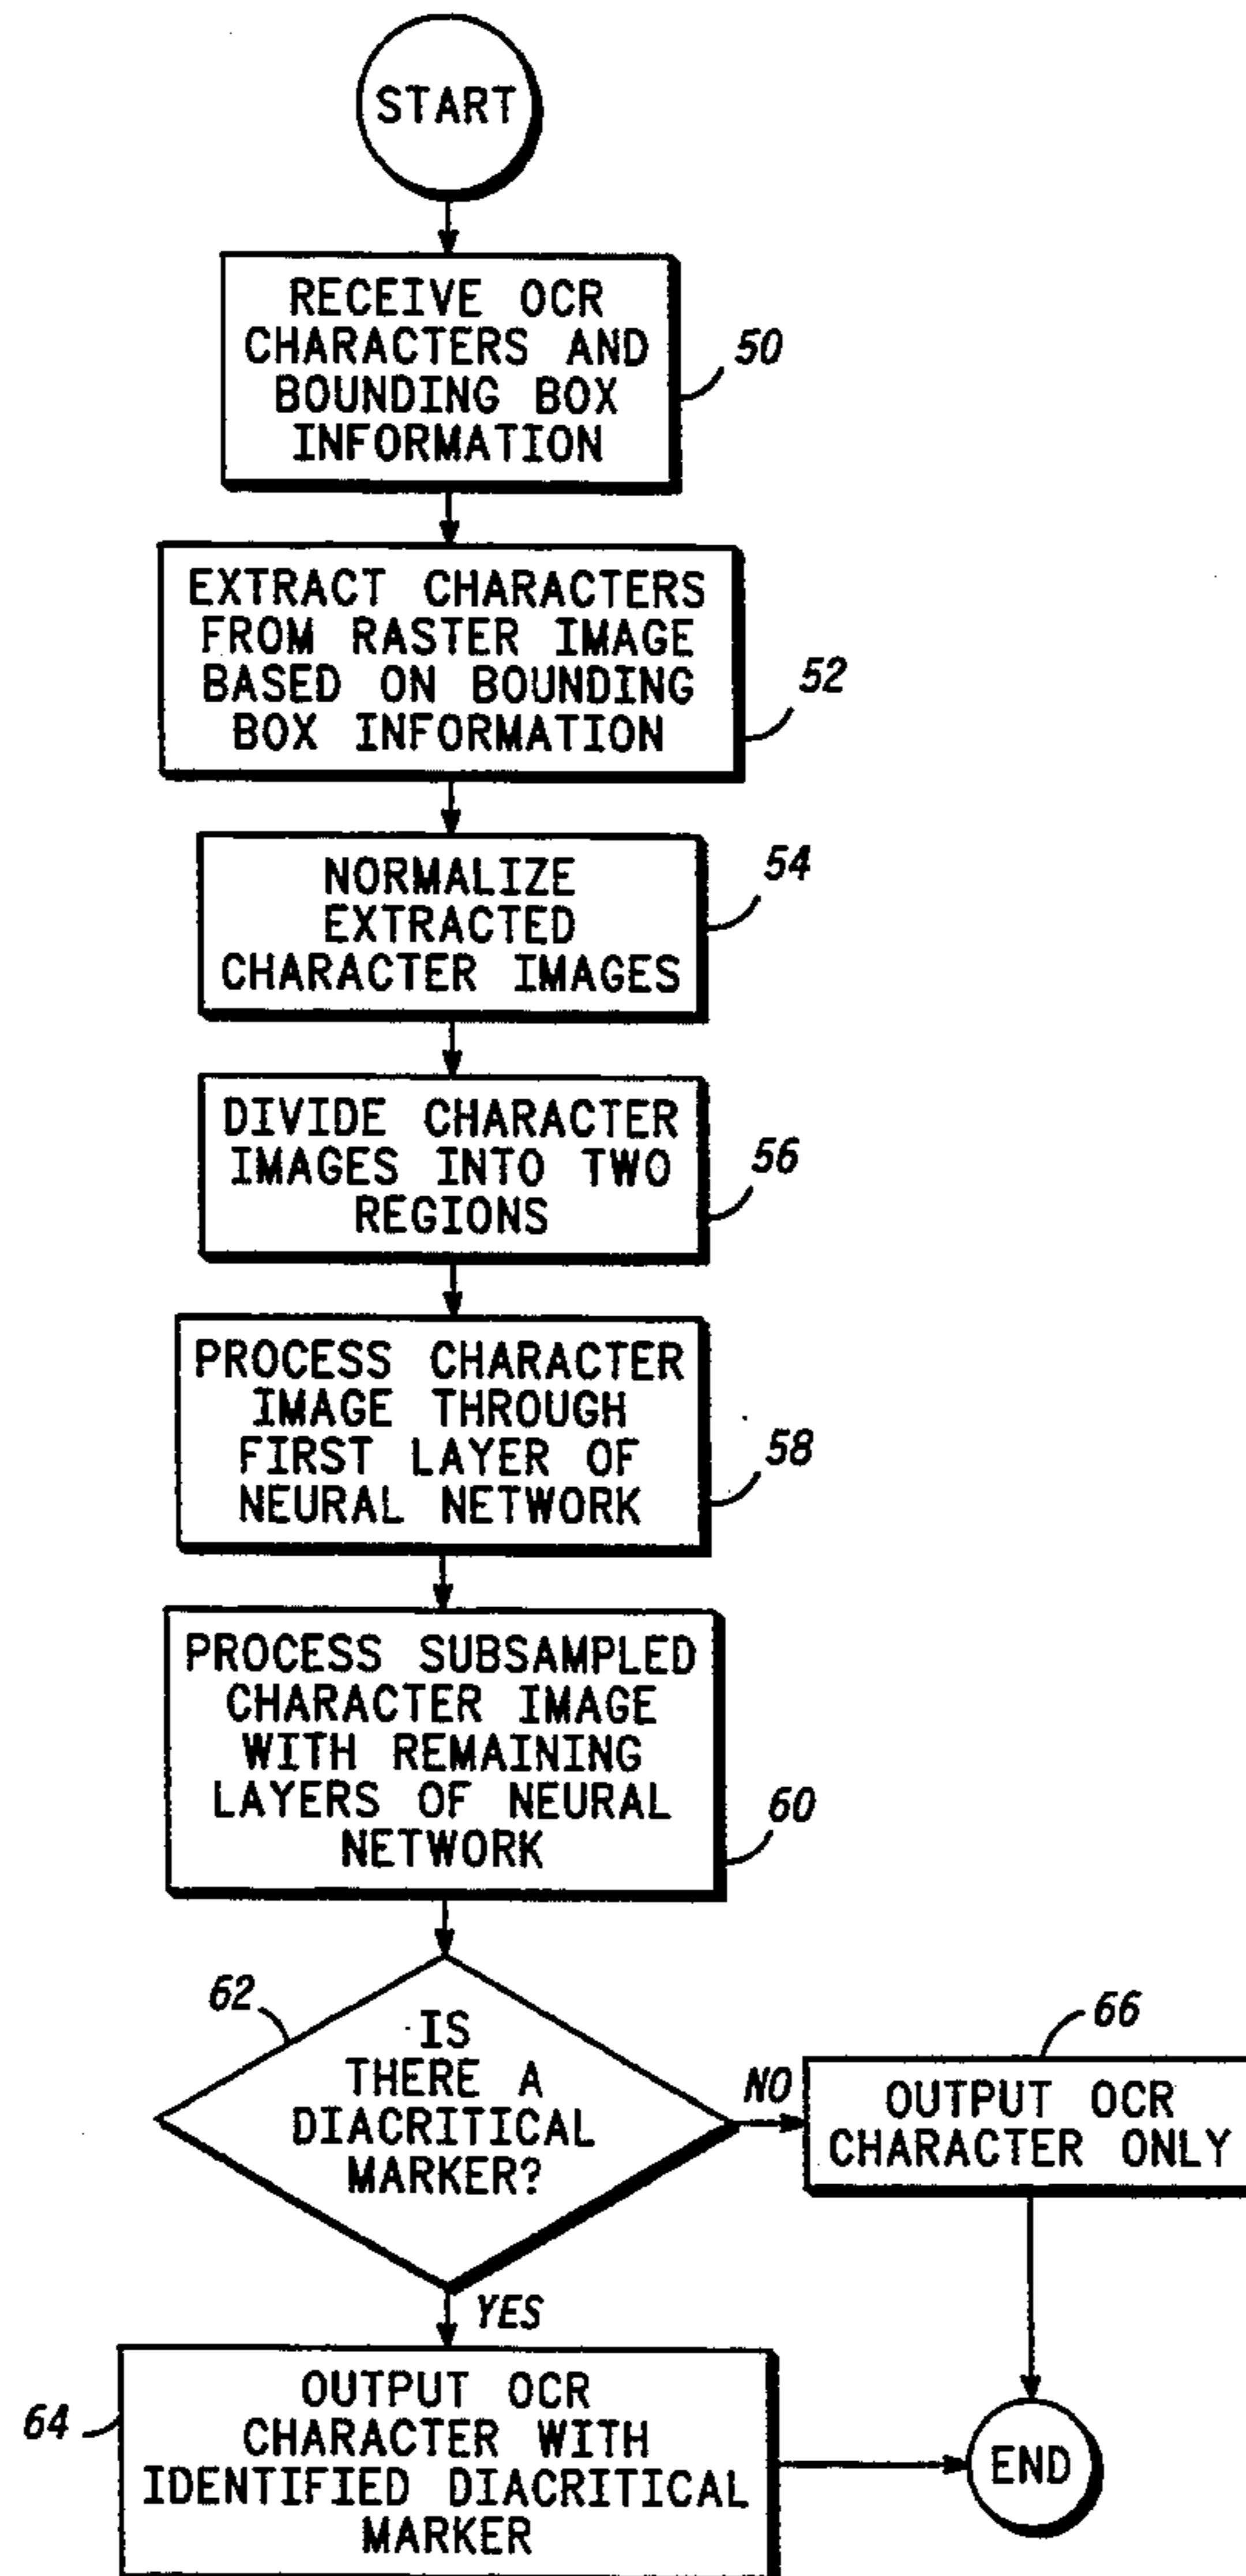 START
RECEIVE OCR
CHARACTERS AND
BOUNDING BOX
INFORMATION
50
EXTRACT CHARACTERS
FROM RASTER IMAGE
BASED ON BOUNDING
BOX INFORMATION
52
NORMALIZE
EXTRACTED
CHARACTER IMAGES
54
DIVIDE CHARACTER
IMAGES INTO TWO
REGIONS
56
PROCESS CHARACTER
IMAGE THROUGH
FIRST LAYER OF
NEURAL NETWORK
58
PROCESS SUBSAMPLED
CHARACTER IMAGE
WITH REMAINING
LAYERS OF NEURAL
NETWORK
60
62
IS
THERE A
DIACRITICAL
MARKER?
NO
66
OUTPUT OCR
CHARACTER ONLY
YES
64
OUTPUT OCR
CHARACTER WITH
IDENTIFIED DIACRITICAL
MARKER
END